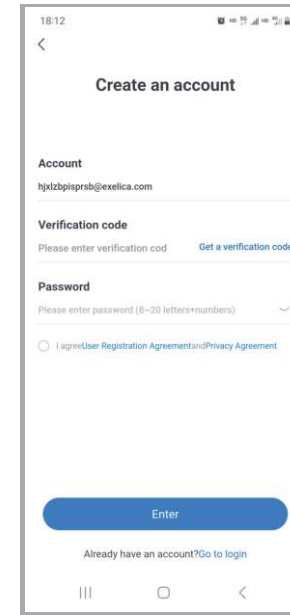 18:12
Create an account
Account
hjxlzbpisprsb@exelica.com
Verification code
Please enter verification cod Get a verification code
Password
Please enter password (8~20 letters+numbers)
I agreeUser Registration AgreementandPrivacy Agreement
Enter
Already have an account?Go to login